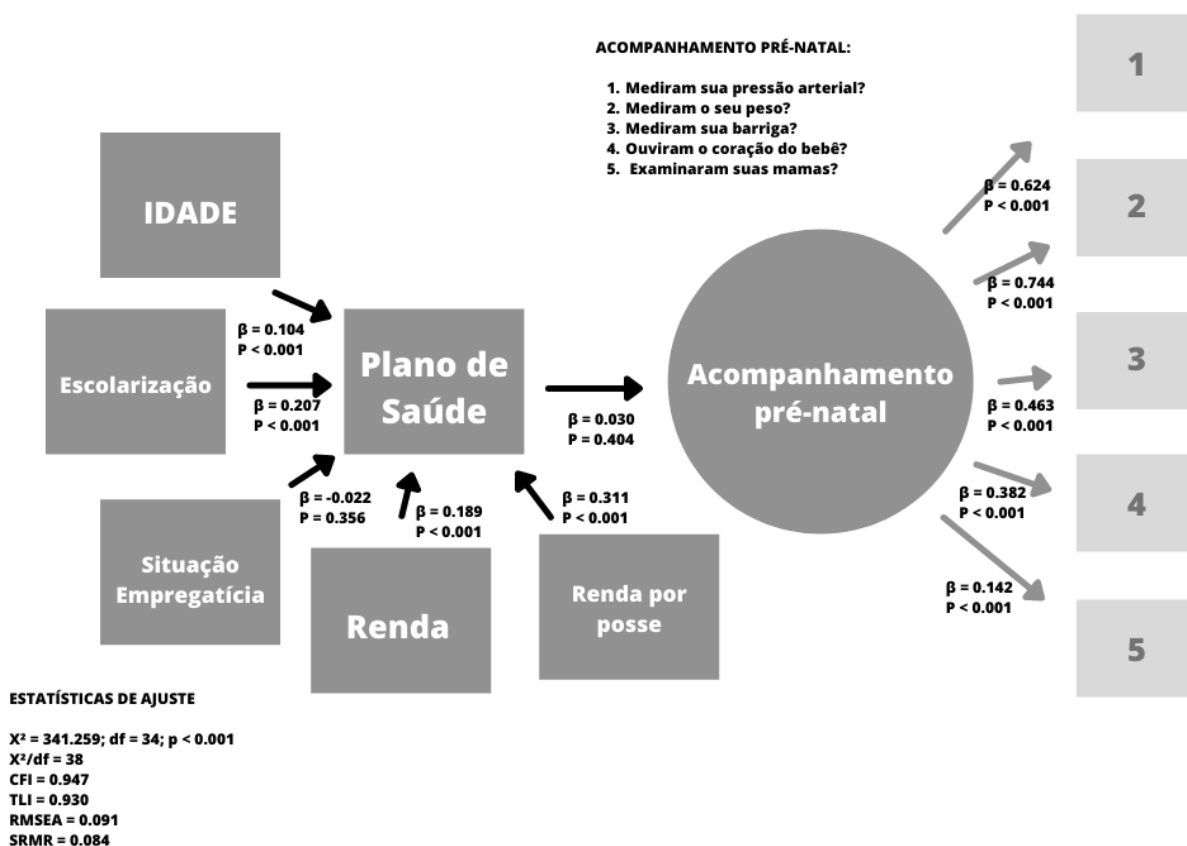 ACOMPANHAMENTO PRÉ-NATAL:
1. Mediram sua pressão arterial?
2. Mediram o seu peso?
3. Mediram sua barriga?
4. Ouviram o coração do bebê?
5. Examinaram suas mamas?
IDADE
β = 0.104
P < 0.001
Escolarização
β = 0.207
P < 0.001
Plano de
Saúde
Situação
Empregatícia
β = -0.022
P = 0.356
Renda
β = 0.189
P < 0.001
Renda por
posse
β = 0.311
P < 0.001
β = 0.030
P = 0.404
Acompanhamento
pré-natal
β = 0.624
P < 0.001
1
β = 0.744
P < 0.001
2
β = 0.463
P < 0.001
3
β = 0.382
P < 0.001
4
β = 0.142
P < 0.001
5
ESTATÍSTICAS DE AJUSTE
X² = 341.259; df = 34; p < 0.001
X²/df = 38
CFI = 0.947
TLI = 0.930
RMSEA = 0.091
SRMR = 0.084